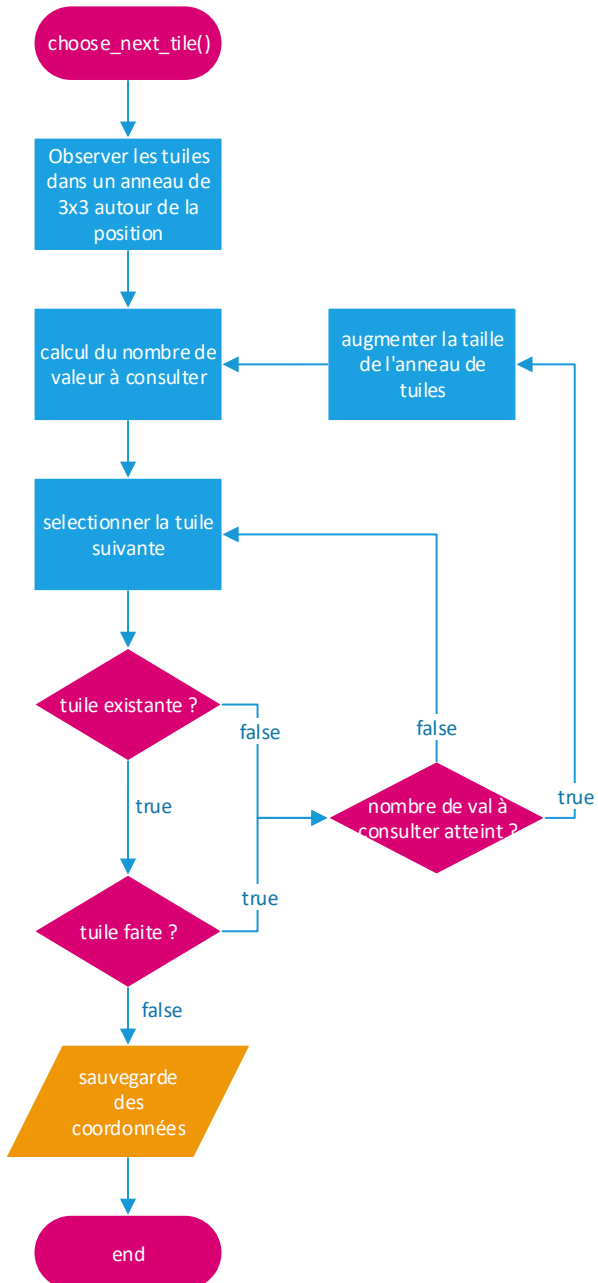 choose_next_tile()
Observer les tuiles
dans un anneau de
3x3 autour de la
position
calcul du nombre de
valeur à consulter
augmenter la taille
de l'anneau de
tuiles
selectionner la tuile
suivante
tuile existante ?
false
false
true
nombre de val à
consulter atteint ?
true
true
tuile faite ?
false
sauvegarde
des
coordonnées
end